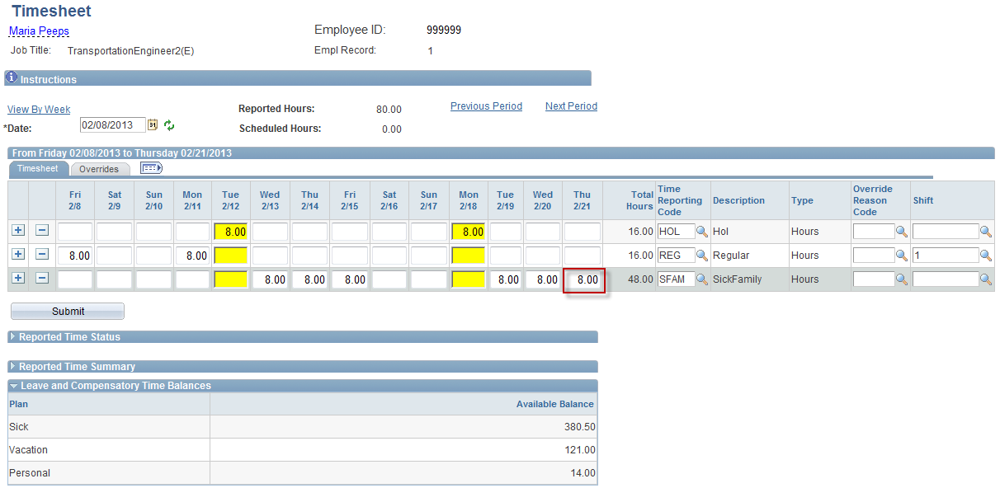 Timesheet
Maria Peeps Employee ID: 999999
Job Title: TransportationEngineer2(E) Empl Record: 1
Instructions
View By Week Reported Hours: 80.00 Previous Period Next Period
*Date: 02/08/2013 31 Scheduled Hours: 0.00
From Friday 02/08/2013 to Thursday 02/21/2013
Timesheet Overrides
Fri 2/8 Sat 2/9 Sun 2/10 Mon 2/11 Tue 2/12 Wed 2/13 Thu 2/14 Fri 2/15 Sat 2/16 Sun 2/17 Mon 2/18 Tue 2/19 Wed 2/20 Thu 2/21 Total Hours Time Reporting Code Description Type Override Reason Code Shift
8.00 8.00 16.00 HOL Hol Hours
8.00 8.00 16.00 REG Regular Hours 1
8.00 8.00 8.00 8.00 8.00 8.00 48.00 SFAM SickFamily Hours
Submit
Reported Time Status
Reported Time Summary
Leave and Compensatory Time Balances
Plan Available Balance
Sick 380.50
Vacation 121.00
Personal 14.00